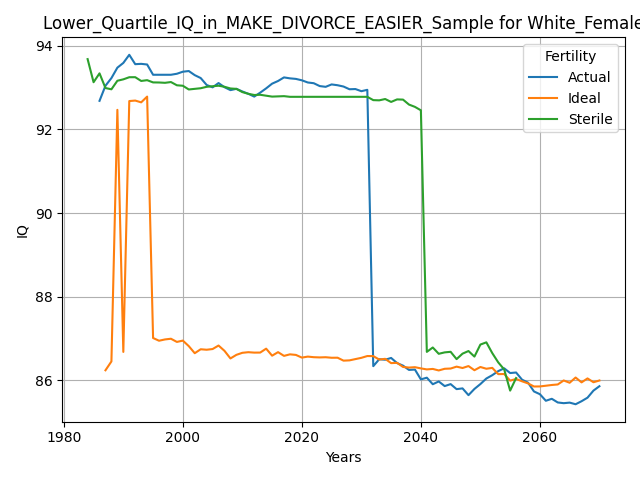 Lower_Quartile_IQ_in_MAKE_DIVORCE_EASIER_Sample for White_Female
94
92
90
88
86
IQ
1980
2000
2020
2040
2060
Years
Fertility
Actual
Ideal
Sterile